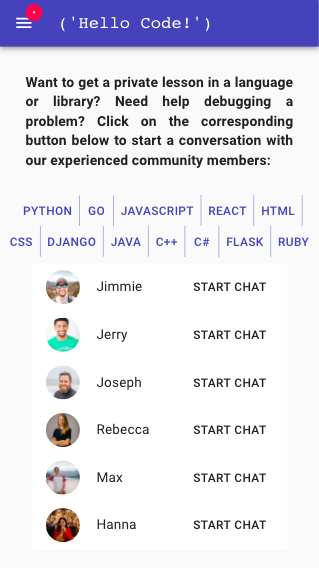 ('Hello Code!')
Want to get a private lesson in a language
or library? Need help debugging a
problem? Click on the corresponding
button below to start a conversation with
our experienced community members:
PYTHON GO JAVASCRIPT REACT HTML
CSS DJANGO JAVA C++ C# FLASK RUBY
Jimmie START CHAT
Jerry START CHAT
Joseph START CHAT
Rebecca START CHAT
Max START CHAT
Hanna START CHAT